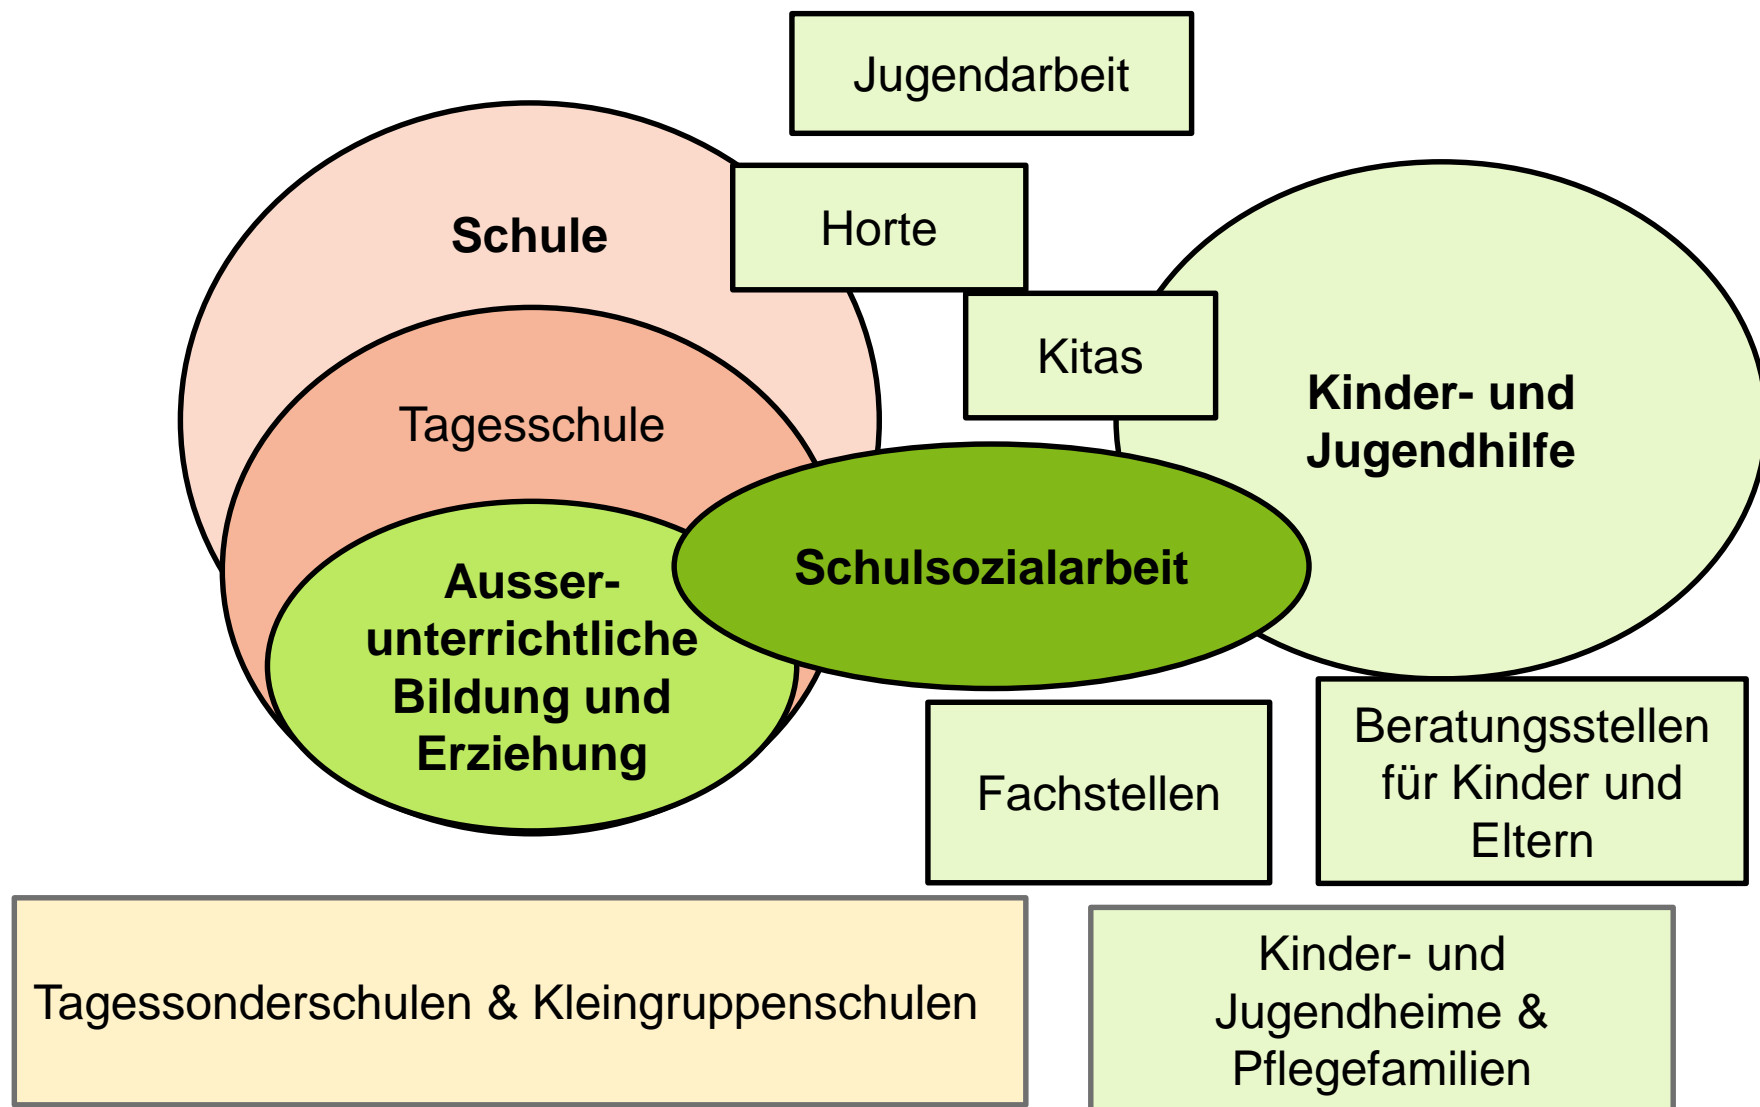 Jugendarbeit
Schule
Horte
Kitas
Kinder- und
Jugendhilfe
Tagesschule
Schulsozialarbeit
Ausser-
unterrichtliche
Bildung und
Erziehung
Fachstellen
Beratungsstellen
für Kinder und
Eltern
Tagessonderschulen & Kleingruppenschulen
Kinder- und
Jugendheime &
Pflegefamilien